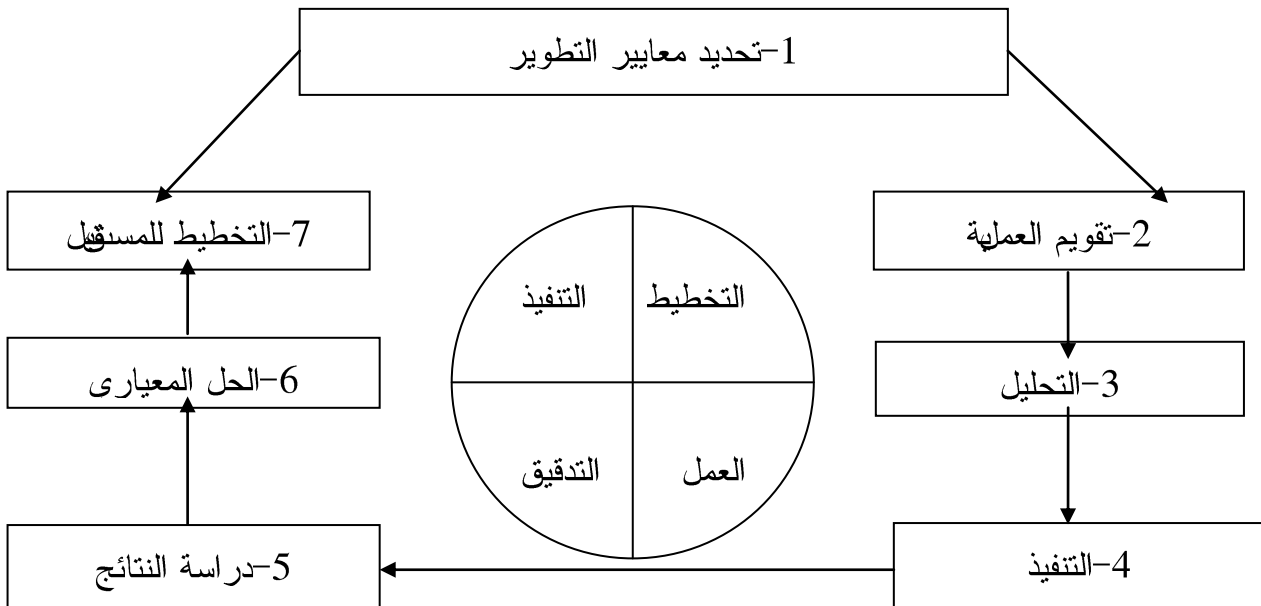 1-تحديد معايير التطوير
2-تقويم العملية
7-التخطيط للمستقبل
التخطيط
التنفيذ
3-التحليل
6-الحل المعيارى
العمل
التدقيق
4-التنفيذ
5-دراسة النتائج